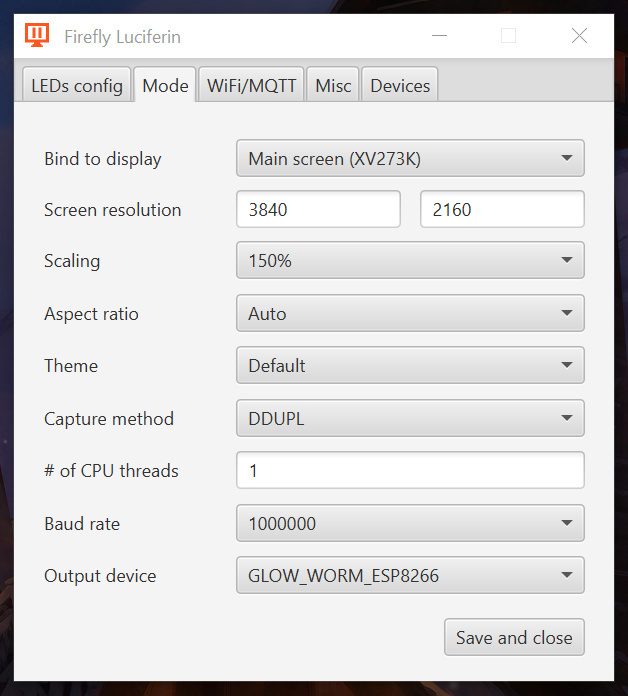 Firefly Luciferin
LEDs config Mode WiFi/MQTT Misc Devices
Bind to display Main screen (XV273K)
Screen resolution 3840 2160
Scaling 150%
Aspect ratio Auto
Theme Default
Capture method DDUPL
# of CPU threads 1
Baud rate 1000000
Output device GLOW_WORM_ESP8266
Save and close